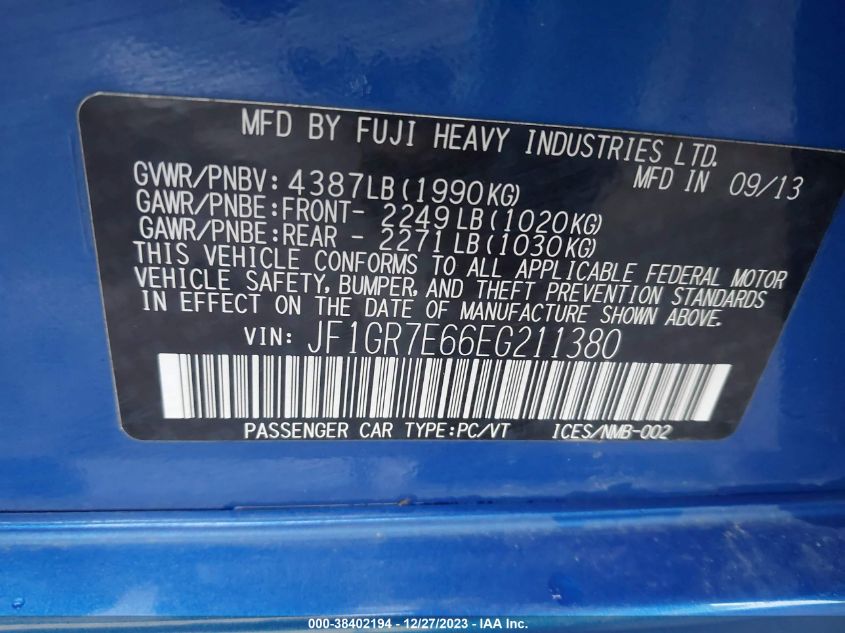 MFD BY FUJI HEAVY INDUSTRIES LTD.
GVWR/PNBV: 4387LB(1990KG) MFD IN 09/13
GAWR/PNBE:FRONT- 2249LB(1020KG)
GAWR/PNBE:REAR - 2271LB(1030KG)
THIS VEHICLE CONFORMS TO ALL APPLICABLE FEDERAL MOTOR
VEHICLE SAFETY, BUMPER, AND THEFT PREVENTION STANDARDS
IN EFFECT ON THE DATE OF MANUFACTURE SHOWN ABOVE.
VIN: JF1GR7E66EG211380
PASSENGER CAR TYPE:PC/VT ICES/NMB-002
000-38402194 - 12/27/2023 - IAA Inc.